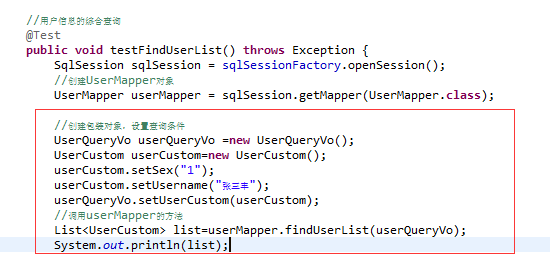 //用户信息的综合查询
@Test
public void testFindUserList() throws Exception {
SqlSession sqlSession = sqlSessionFactory.openSession();
//创建UserMapper对象
UserMapper userMapper = sqlSession.getMapper(UserMapper.class);
//创建包装对象，设置查询条件
UserQueryVo userQueryVo =new UserQueryVo();
UserCustom userCustom=new UserCustom();
userCustom.setSex("1");
userCustom.setUsername("张三丰");
userQueryVo.setUserCustom(userCustom);
//调用userMapper的方法
List<UserCustom> list=userMapper.findUserList(userQueryVo);
System.out.println(list);